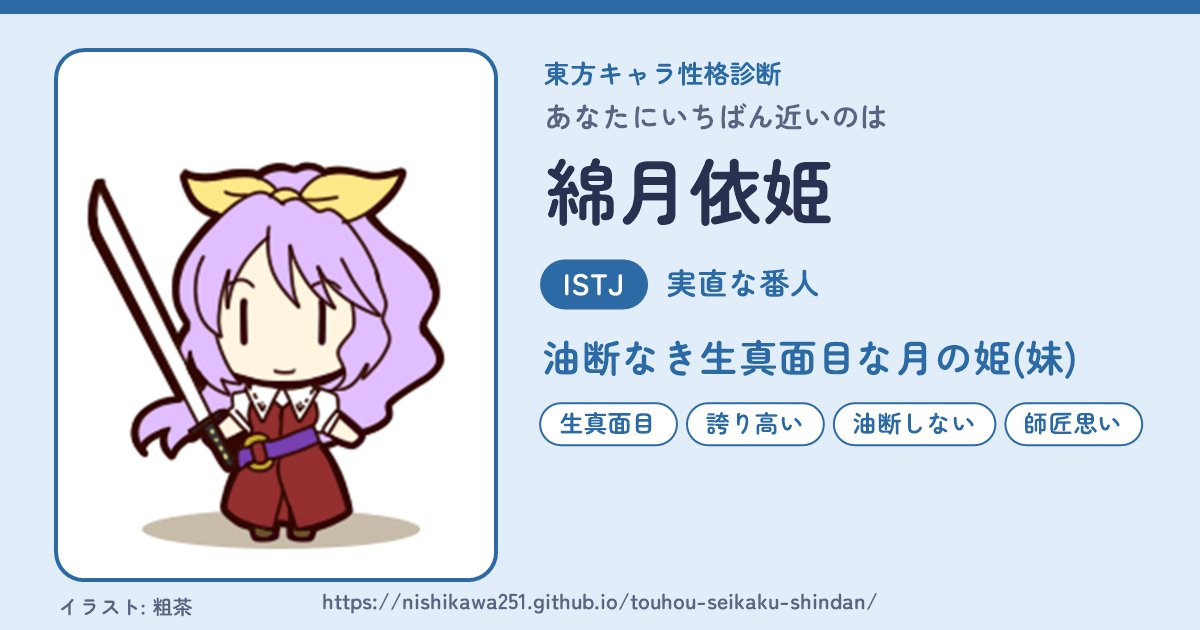 東方キャラ性格診断
あなたにいちばん近いのは
綿月依姫
ISTJ 実直な番人
油断なき生真面目な月の姫(妹)
生真面目 誇り高い 油断しない 師匠思い
イラスト: 粗茶 https://nishikawa251.github.io/touhou-seikaku-shindan/